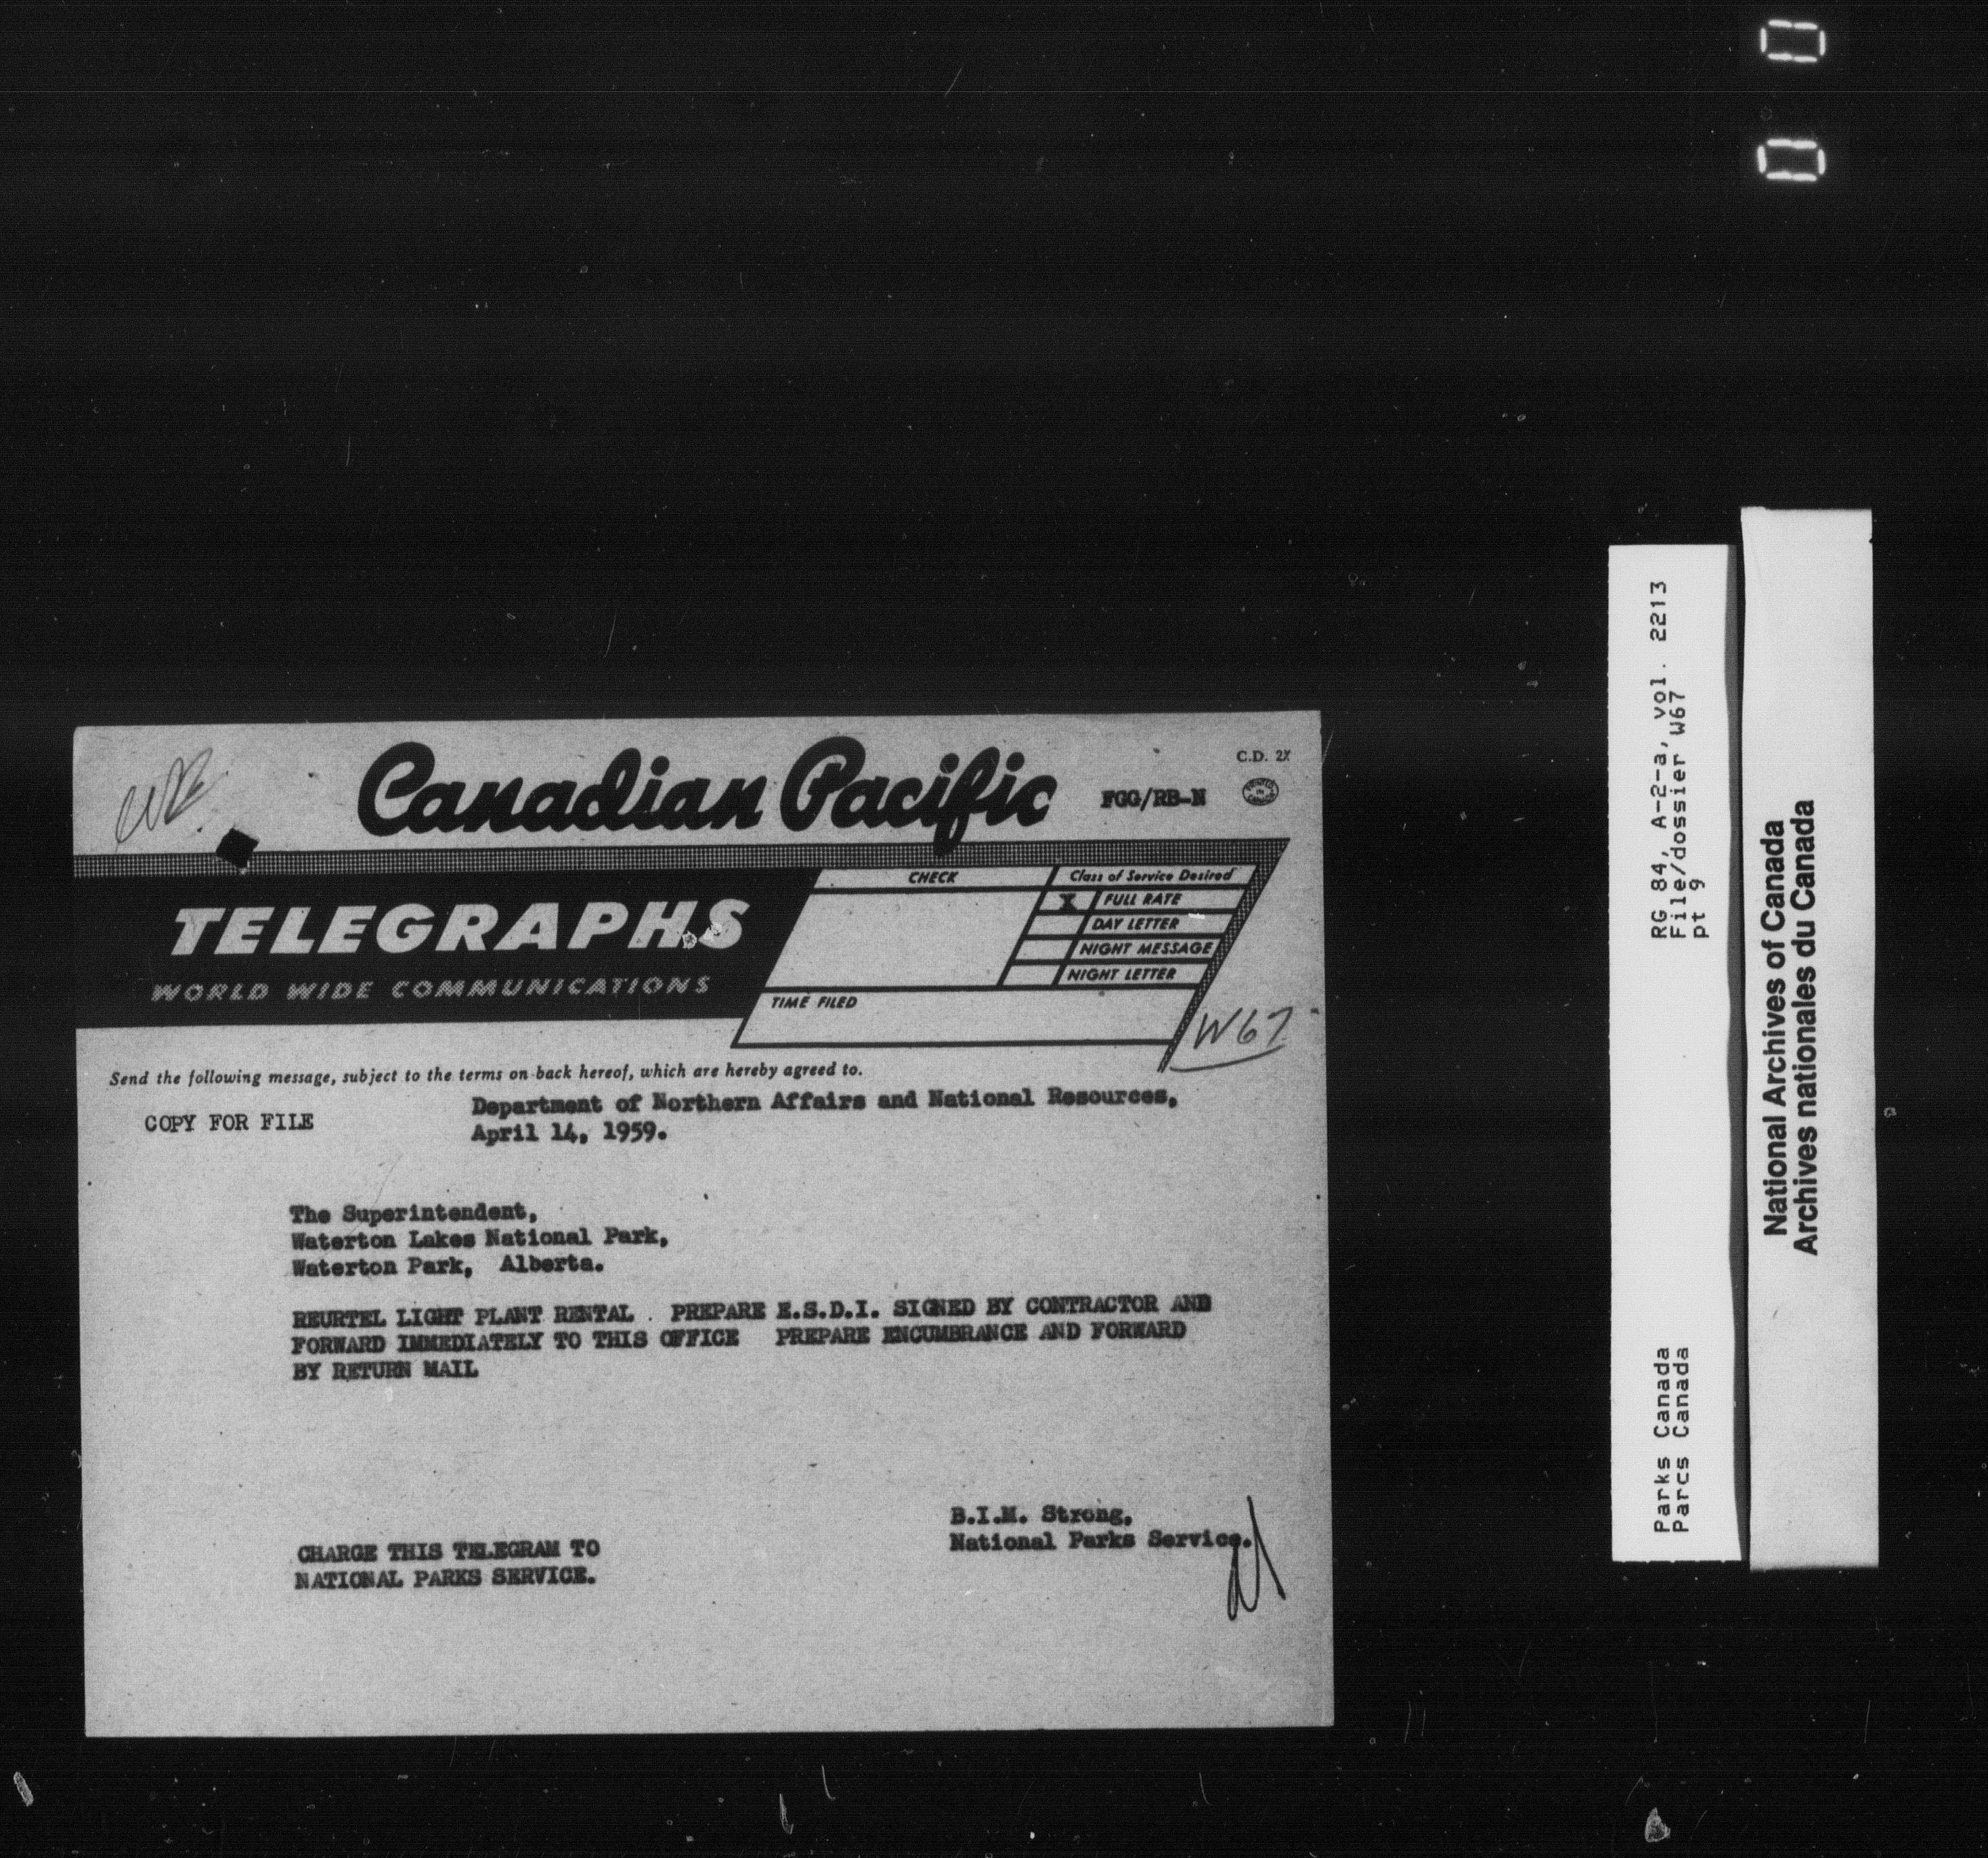 Canadian Pacific
FGG/RB-N
C.D. 2X
TELEGRAPHS
WORLD WIDE COMMUNICATIONS
CHECK
Class of Service Desired
X FULL RATE
DAY LETTER
NIGHT MESSAGE
NIGHT LETTER
TIME FILED
W67
Send the following message, subject to the terms on back hereof, which are hereby agreed to.
COPY FOR FILE
Department of Northern Affairs and National Resources,
April 14, 1959.
The Superintendent,
Waterton Lakes National Park,
Waterton Park, Alberta.
REURTEL LIGHT PLANT RENTAL . PREPARE E.S.D.I. SIGNED BY CONTRACTOR AND
FORWARD IMMEDIATELY TO THIS OFFICE PREPARE ENCUMBRANCE AND FORWARD
BY RETURN MAIL
B.I.M. Strong,
National Parks Service.
CHARGE THIS TELEGRAM TO
NATIONAL PARKS SERVICE.
RG 84, A-2-a, vol. 2213
File/dossier W67
pt 9
Parks Canada
Parcs Canada
National Archives of Canada
Archives nationales du Canada
00